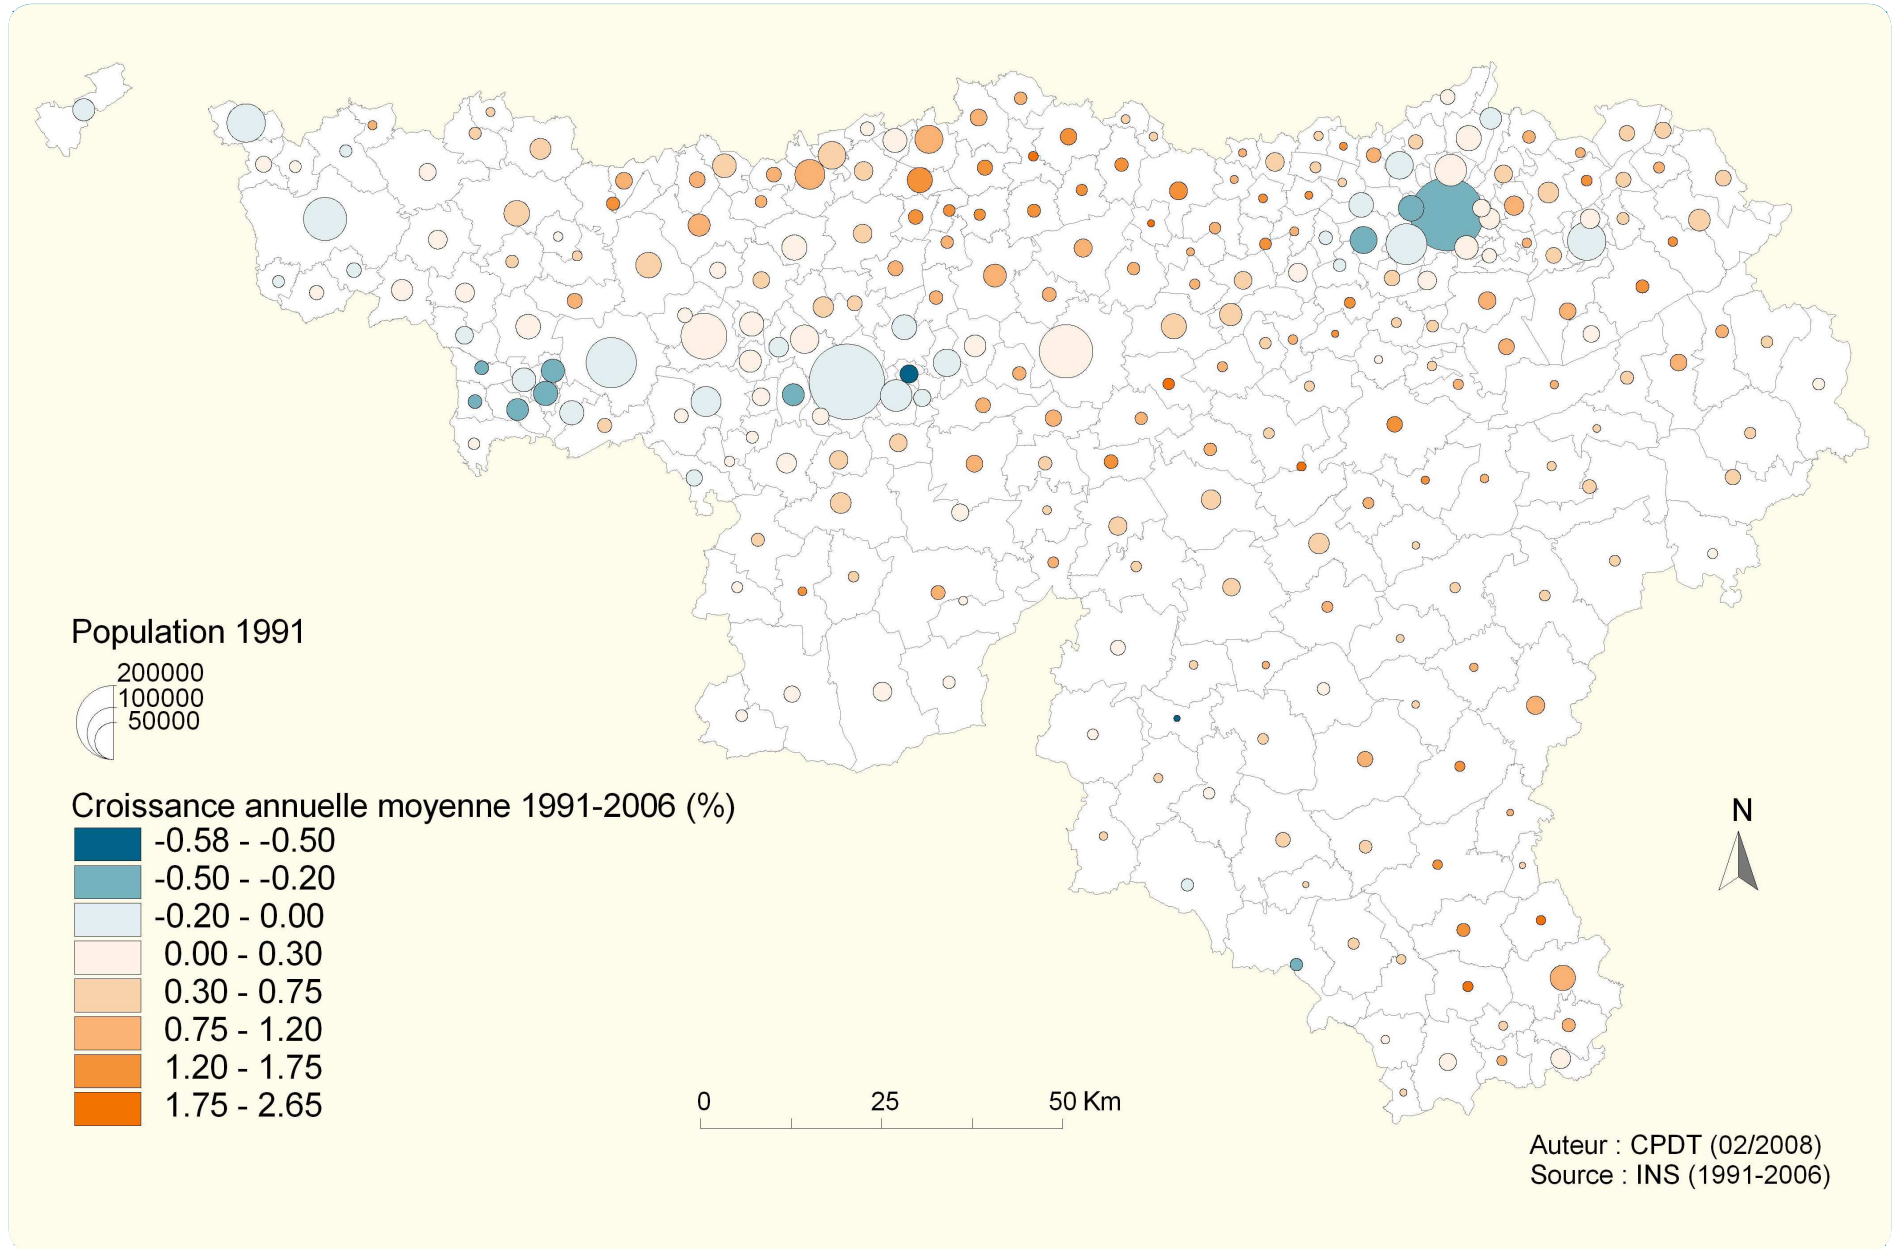 Population 1991
200000
100000
50000
Croissance annuelle moyenne 1991-2006 (%)
-0.58 - -0.50
-0.50 - -0.20
-0.20 - 0.00
0.00 - 0.30
0.30 - 0.75
0.75 - 1.20
1.20 - 1.75
1.75 - 2.65
N
0 25 50 Km
Auteur : CPDT (02/2008)
Source : INS (1991-2006)